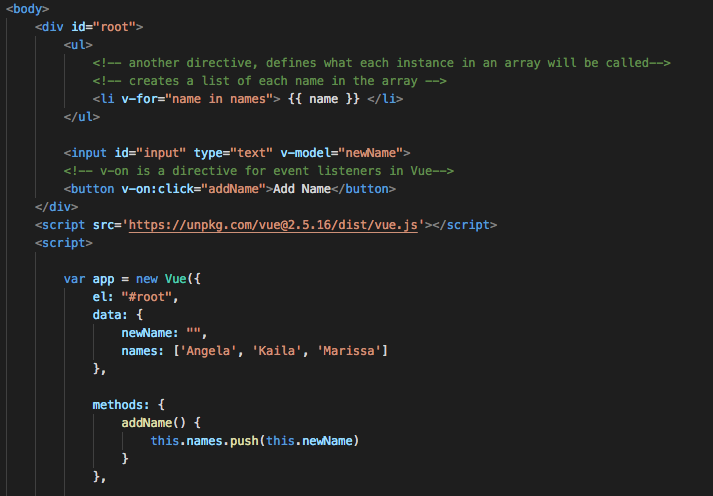 <body>
<div id="root">
<ul>
<!-- another directive, defines what each instance in an array will be called-->
<!-- creates a list of each name in the array -->
<li v-for="name in names"> {{ name }} </li>
</ul>
<input id="input" type="text" v-model="newName">
<!-- v-on is a directive for event listeners in Vue-->
<button v-on:click="addName">Add Name</button>
</div>
<script src='https://unpkg.com/vue@2.5.16/dist/vue.js'></script>
<script>
var app = new Vue({
el: "#root",
data: {
newName: "",
names: ['Angela', 'Kaila', 'Marissa']
},
methods: {
addName() {
this.names.push(this.newName)
}
},